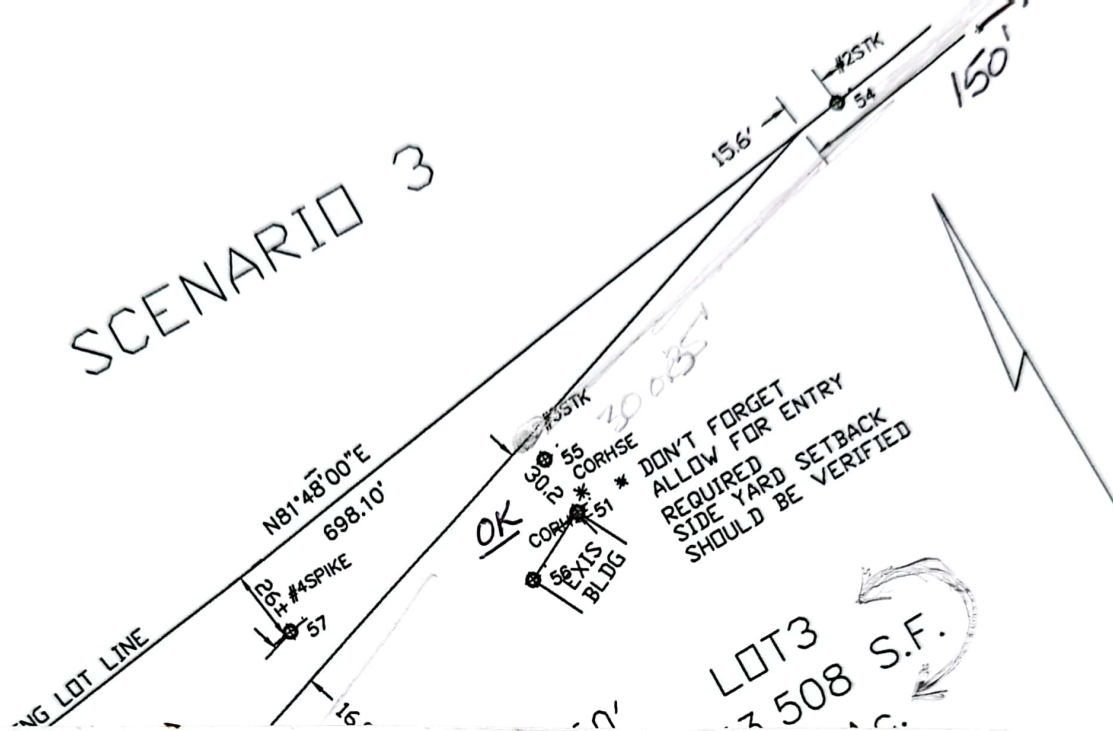 SCENARIO 3
#2STK
54
150'
15.6'
#3STK
55
CORHSE
30.2
* DON'T FORGET
ALLOW FOR ENTRY
REQUIRED
SIDE YARD SETBACK
SHOULD BE VERIFIED
*
51
OK
56
EXIS
BLDG
N81°48'00"E
698.10'
26'±
#4SPIKE
57
LOT LINE
LOT3
508 S.F.